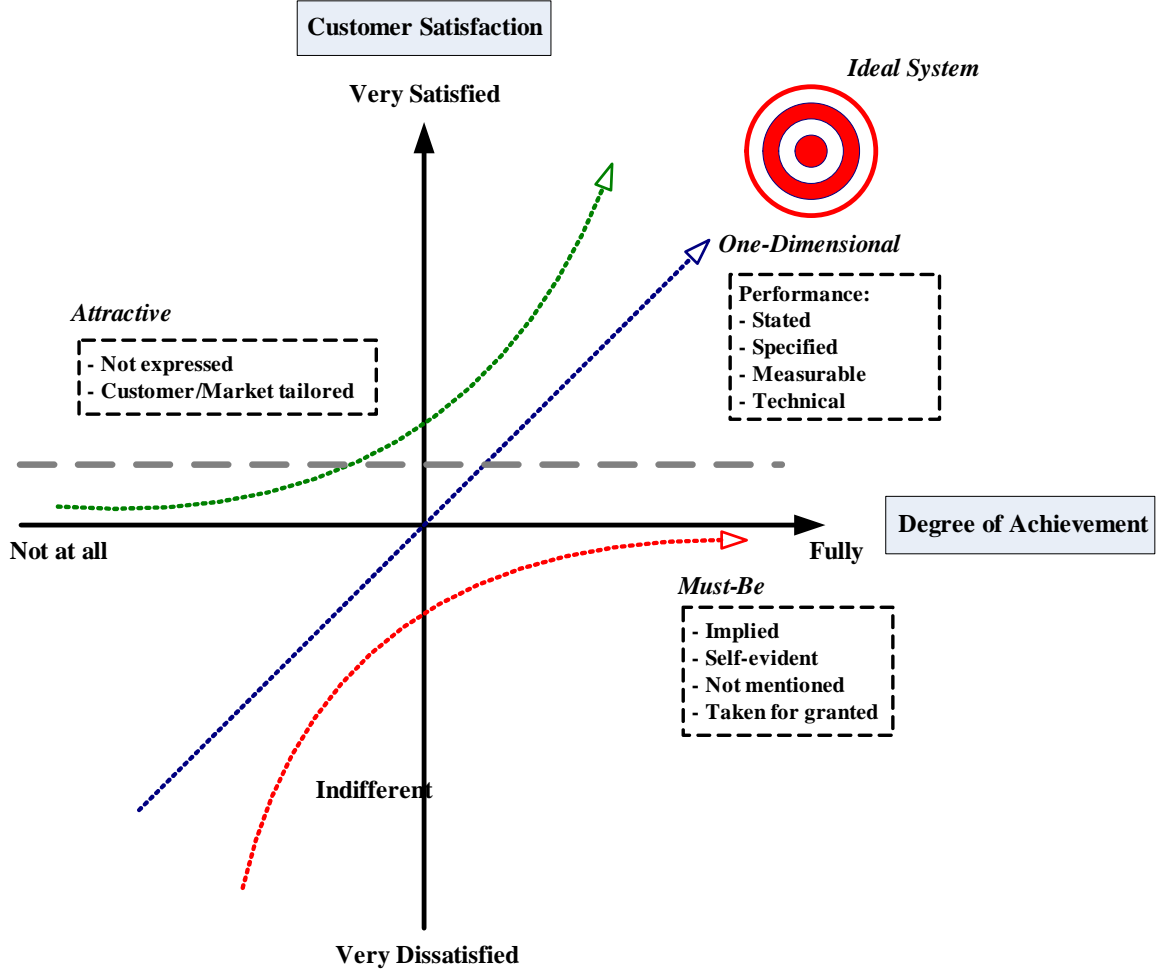 Customer Satisfaction
Ideal System
Very Satisfied
One-Dimensional
Performance:
- Stated
- Specified
- Measurable
- Technical
Attractive
- Not expressed
- Customer/Market tailored
Degree of Achievement
Not at all
Fully
Must-Be
- Implied
- Self-evident
- Not mentioned
- Taken for granted
Indifferent
Very Dissatisfied